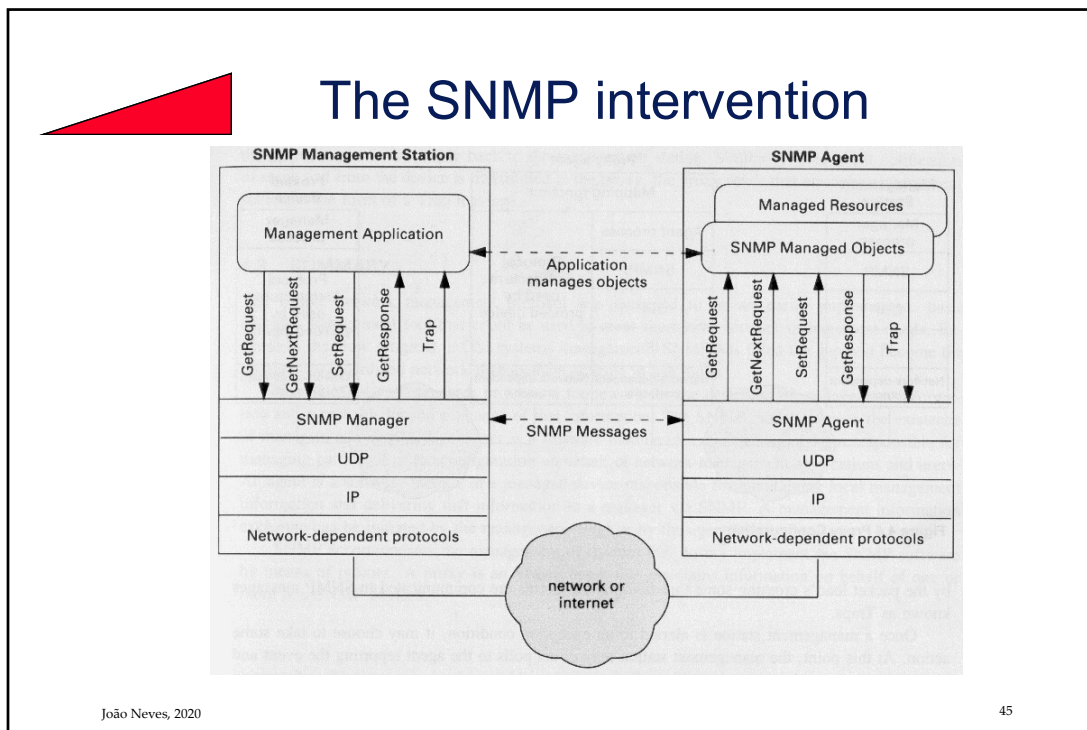 The SNMP intervention
SNMP Management Station
SNMP Agent
Management Application
Managed Resources
SNMP Managed Objects
Application
manages objects
GetRequest
GetNextRequest
SetRequest
GetResponse
Trap
GetRequest
GetNextRequest
SetRequest
GetResponse
Trap
SNMP Manager
SNMP Messages
SNMP Agent
UDP
UDP
IP
IP
Network-dependent protocols
Network-dependent protocols
network or
internet
João Neves, 2020
45